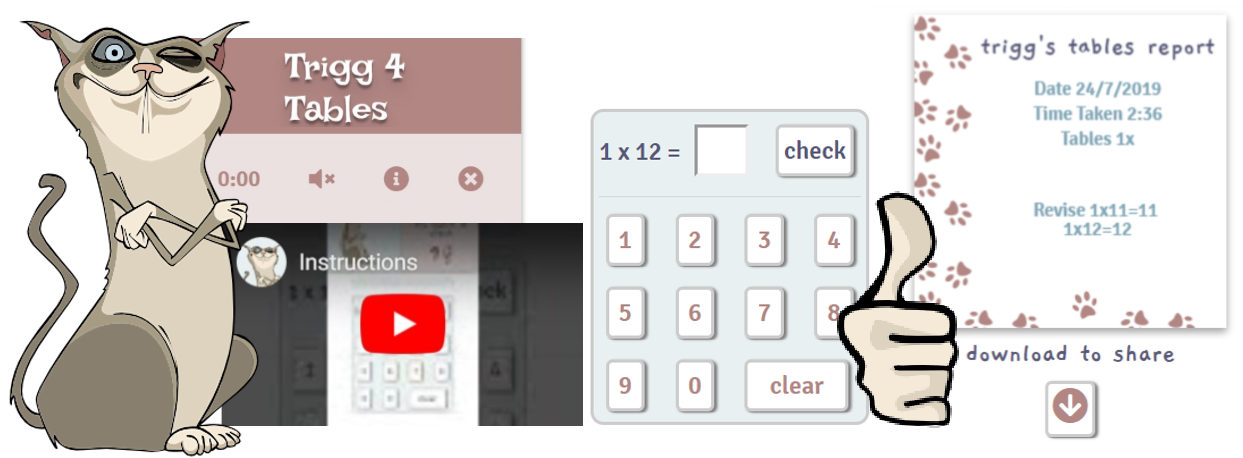 Trigg 4
Tables
0:00
Instructions
1 x 12 =
check
1
2
3
4
5
6
7
8
9
0
clear
trigg's tables report
Date 24/7/2019
Time Taken 2:36
Tables 1x
Revise 1x11=11
1x12=12
download to share